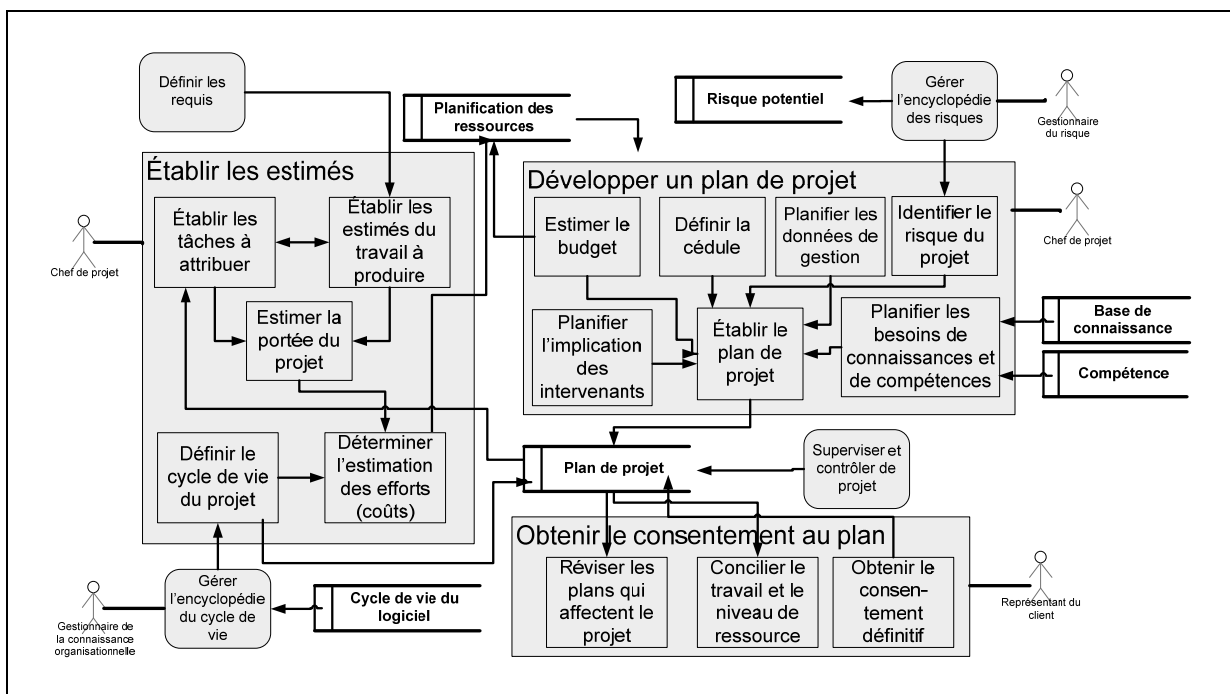 Définir les
requis
Planification des
ressources
Risque potentiel
Gérer
l'encyclopédie
des risques
Gestionnaire
du risque
Établir les estimés
Établir les
tâches à
attribuer
Établir les
estimés du
travail à
produire
Estimer la
portée du
projet
Définir le
cycle de vie
du projet
Déterminer
l'estimation
des efforts
(coûts)
Chef de projet
Développer un plan de projet
Estimer le
budget
Définir la
cédule
Planifier les
données de
gestion
Identifier le
risque du
projet
Chef de projet
Planifier
l'implication
des
intervenants
Établir le
plan de
projet
Planifier les
besoins de
connaissances et
de compétences
Base de
connaissance
Compétence
Plan de projet
Superviser et
contrôler de
projet
Obtenir le consentement au plan
Réviser les
plans qui
affectent le
projet
Concilier le
travail et le
niveau de
ressource
Obtenir le
consen-
tement
définitif
Représentant du
client
Gestionnaire de
la connaissance
organisationnelle
Gérer
l'encyclopédie
du cycle de
vie
Cycle de vie du
logiciel